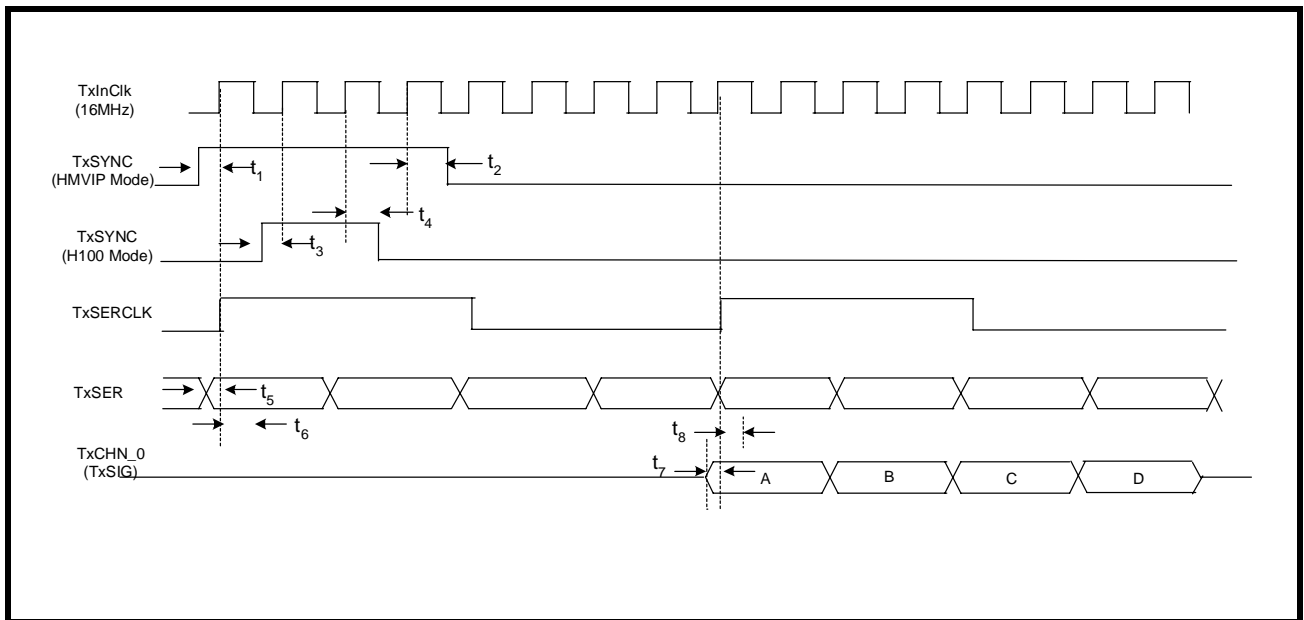 TxInClk
(16MHz)
TxSYNC
(HMVIP Mode)
t1
t2
t4
TxSYNC
(H100 Mode)
t3
TxSERCLK
TxSER
t5
t6
t8
TxCHN_0
(TxSIG)
t7
A
B
C
D